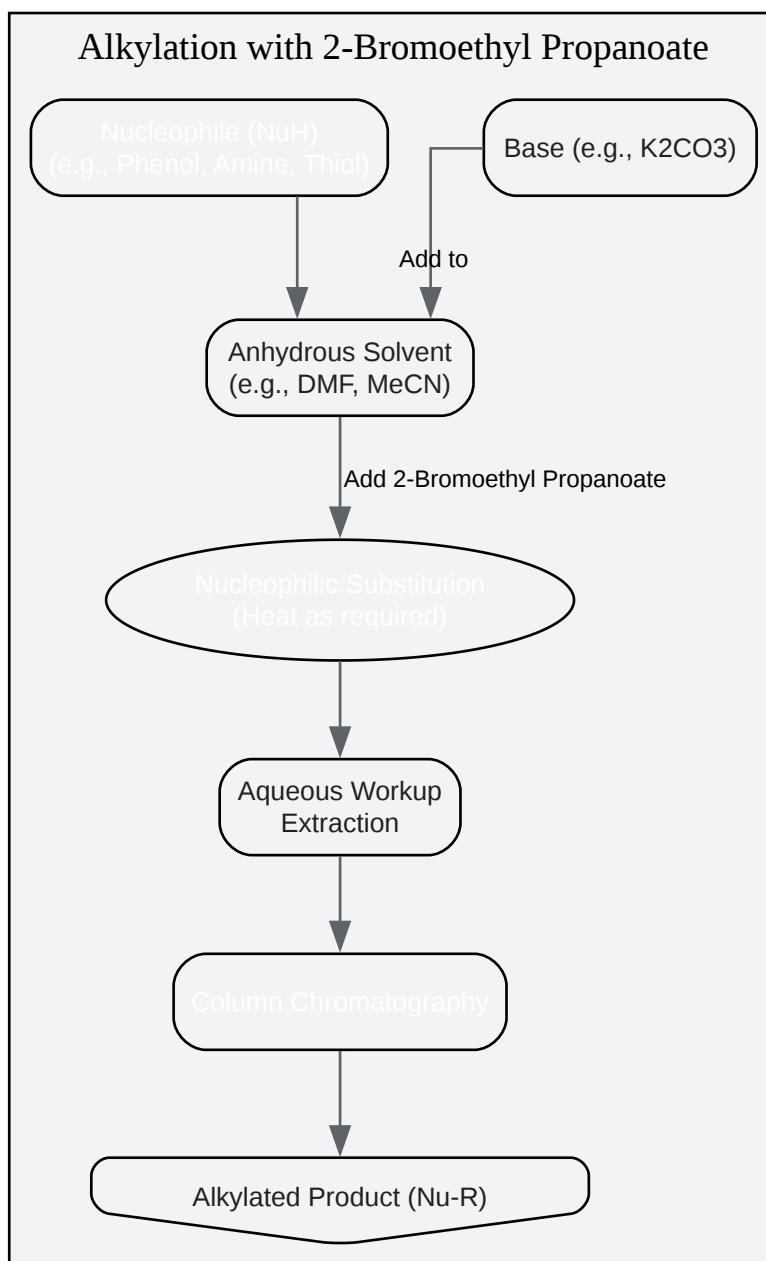 Alkylation with 2-Bromoethyl Propanoate
Nucleophile (NuH)
(e.g., Phenol, Amine, Thiol)
Base (e.g., K2CO3)
Add to
Anhydrous Solvent
(e.g., DMF, MeCN)
Add 2-Bromoethyl Propanoate
Nucleophilic Substitution
(Heat as required)
Aqueous Workup
Extraction
Column Chromatography
Alkylated Product (Nu-R)